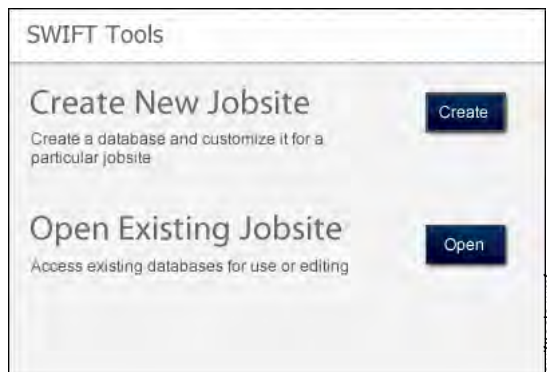 SWIFT Tools
Create New Jobsite
Create
Create a database and customize it for a
particular jobsite
Open Existing Jobsite
Open
Access existing databases for use or editing